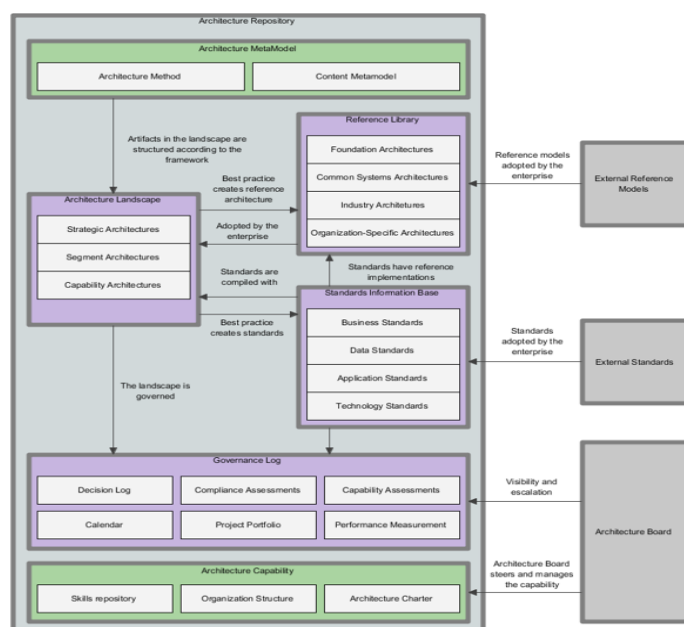 Architecture Repository
Architecture MetaModel
Architecture Method
Content Metamodel
Artifacts in the landscape are
structured according to the
framework
Reference Library
Foundation Architectures
Common Systems Architectures
Industry Architetures
Organization-Specific Architectures
Reference models
adopted by the
enterprise
External Reference
Models
Best practice
creates reference
architecture
Architecture Landscape
Strategic Architectures
Segment Architectures
Capability Architectures
Adopted by the
enterprise
Standards are
compiled with
Standards have reference
implementations
Best practice
creates standards
Standards Information Base
Business Standards
Data Standards
Application Standards
Technology Standards
Standards
adopted by the
enterprise
External Standards
The landscape is
governed
Governance Log
Decision Log
Compliance Assessments
Capability Assessments
Calendar
Project Portfolio
Performance Measurement
Visibility and
escalation
Architecture Board
Architecture Board
steers and manages
the capability
Architecture Capability
Skills repository
Organization Structure
Architecture Charter